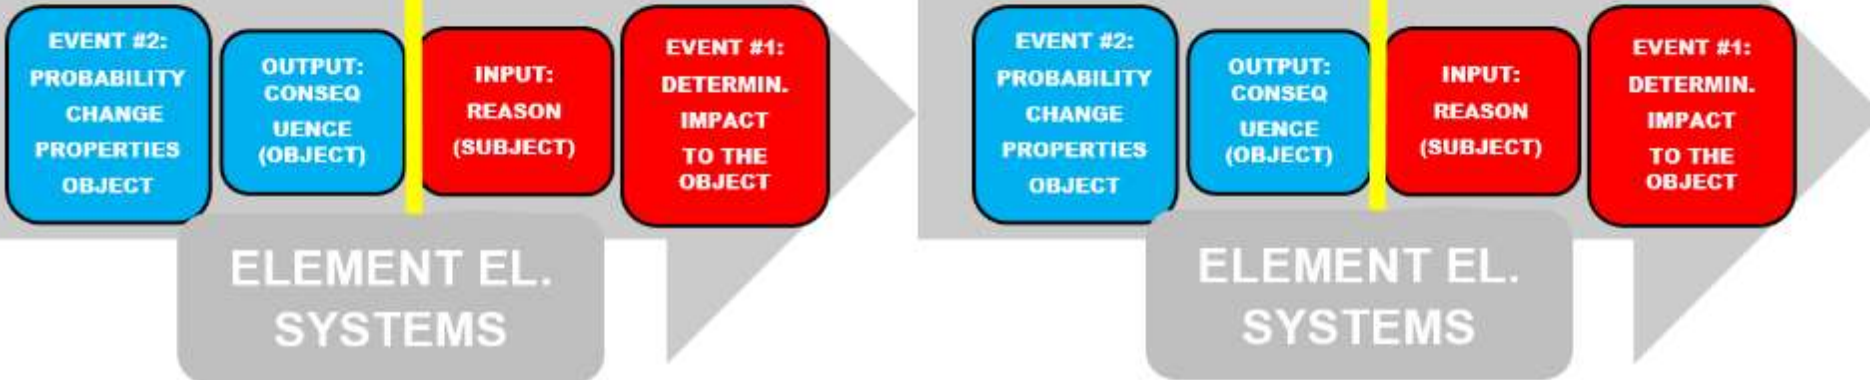 EVENT #2:
PROBABILITY
CHANGE
PROPERTIES
OBJECT
OUTPUT:
CONSEQ
UENCE
(OBJECT)
INPUT:
REASON
(SUBJECT)
EVENT #1:
DETERMIN.
IMPACT
TO THE
OBJECT
ELEMENT EL.
SYSTEMS
EVENT #2:
PROBABILITY
CHANGE
PROPERTIES
OBJECT
OUTPUT:
CONSEQ
UENCE
(OBJECT)
INPUT:
REASON
(SUBJECT)
EVENT #1:
DETERMIN.
IMPACT
TO THE
OBJECT
ELEMENT EL.
SYSTEMS